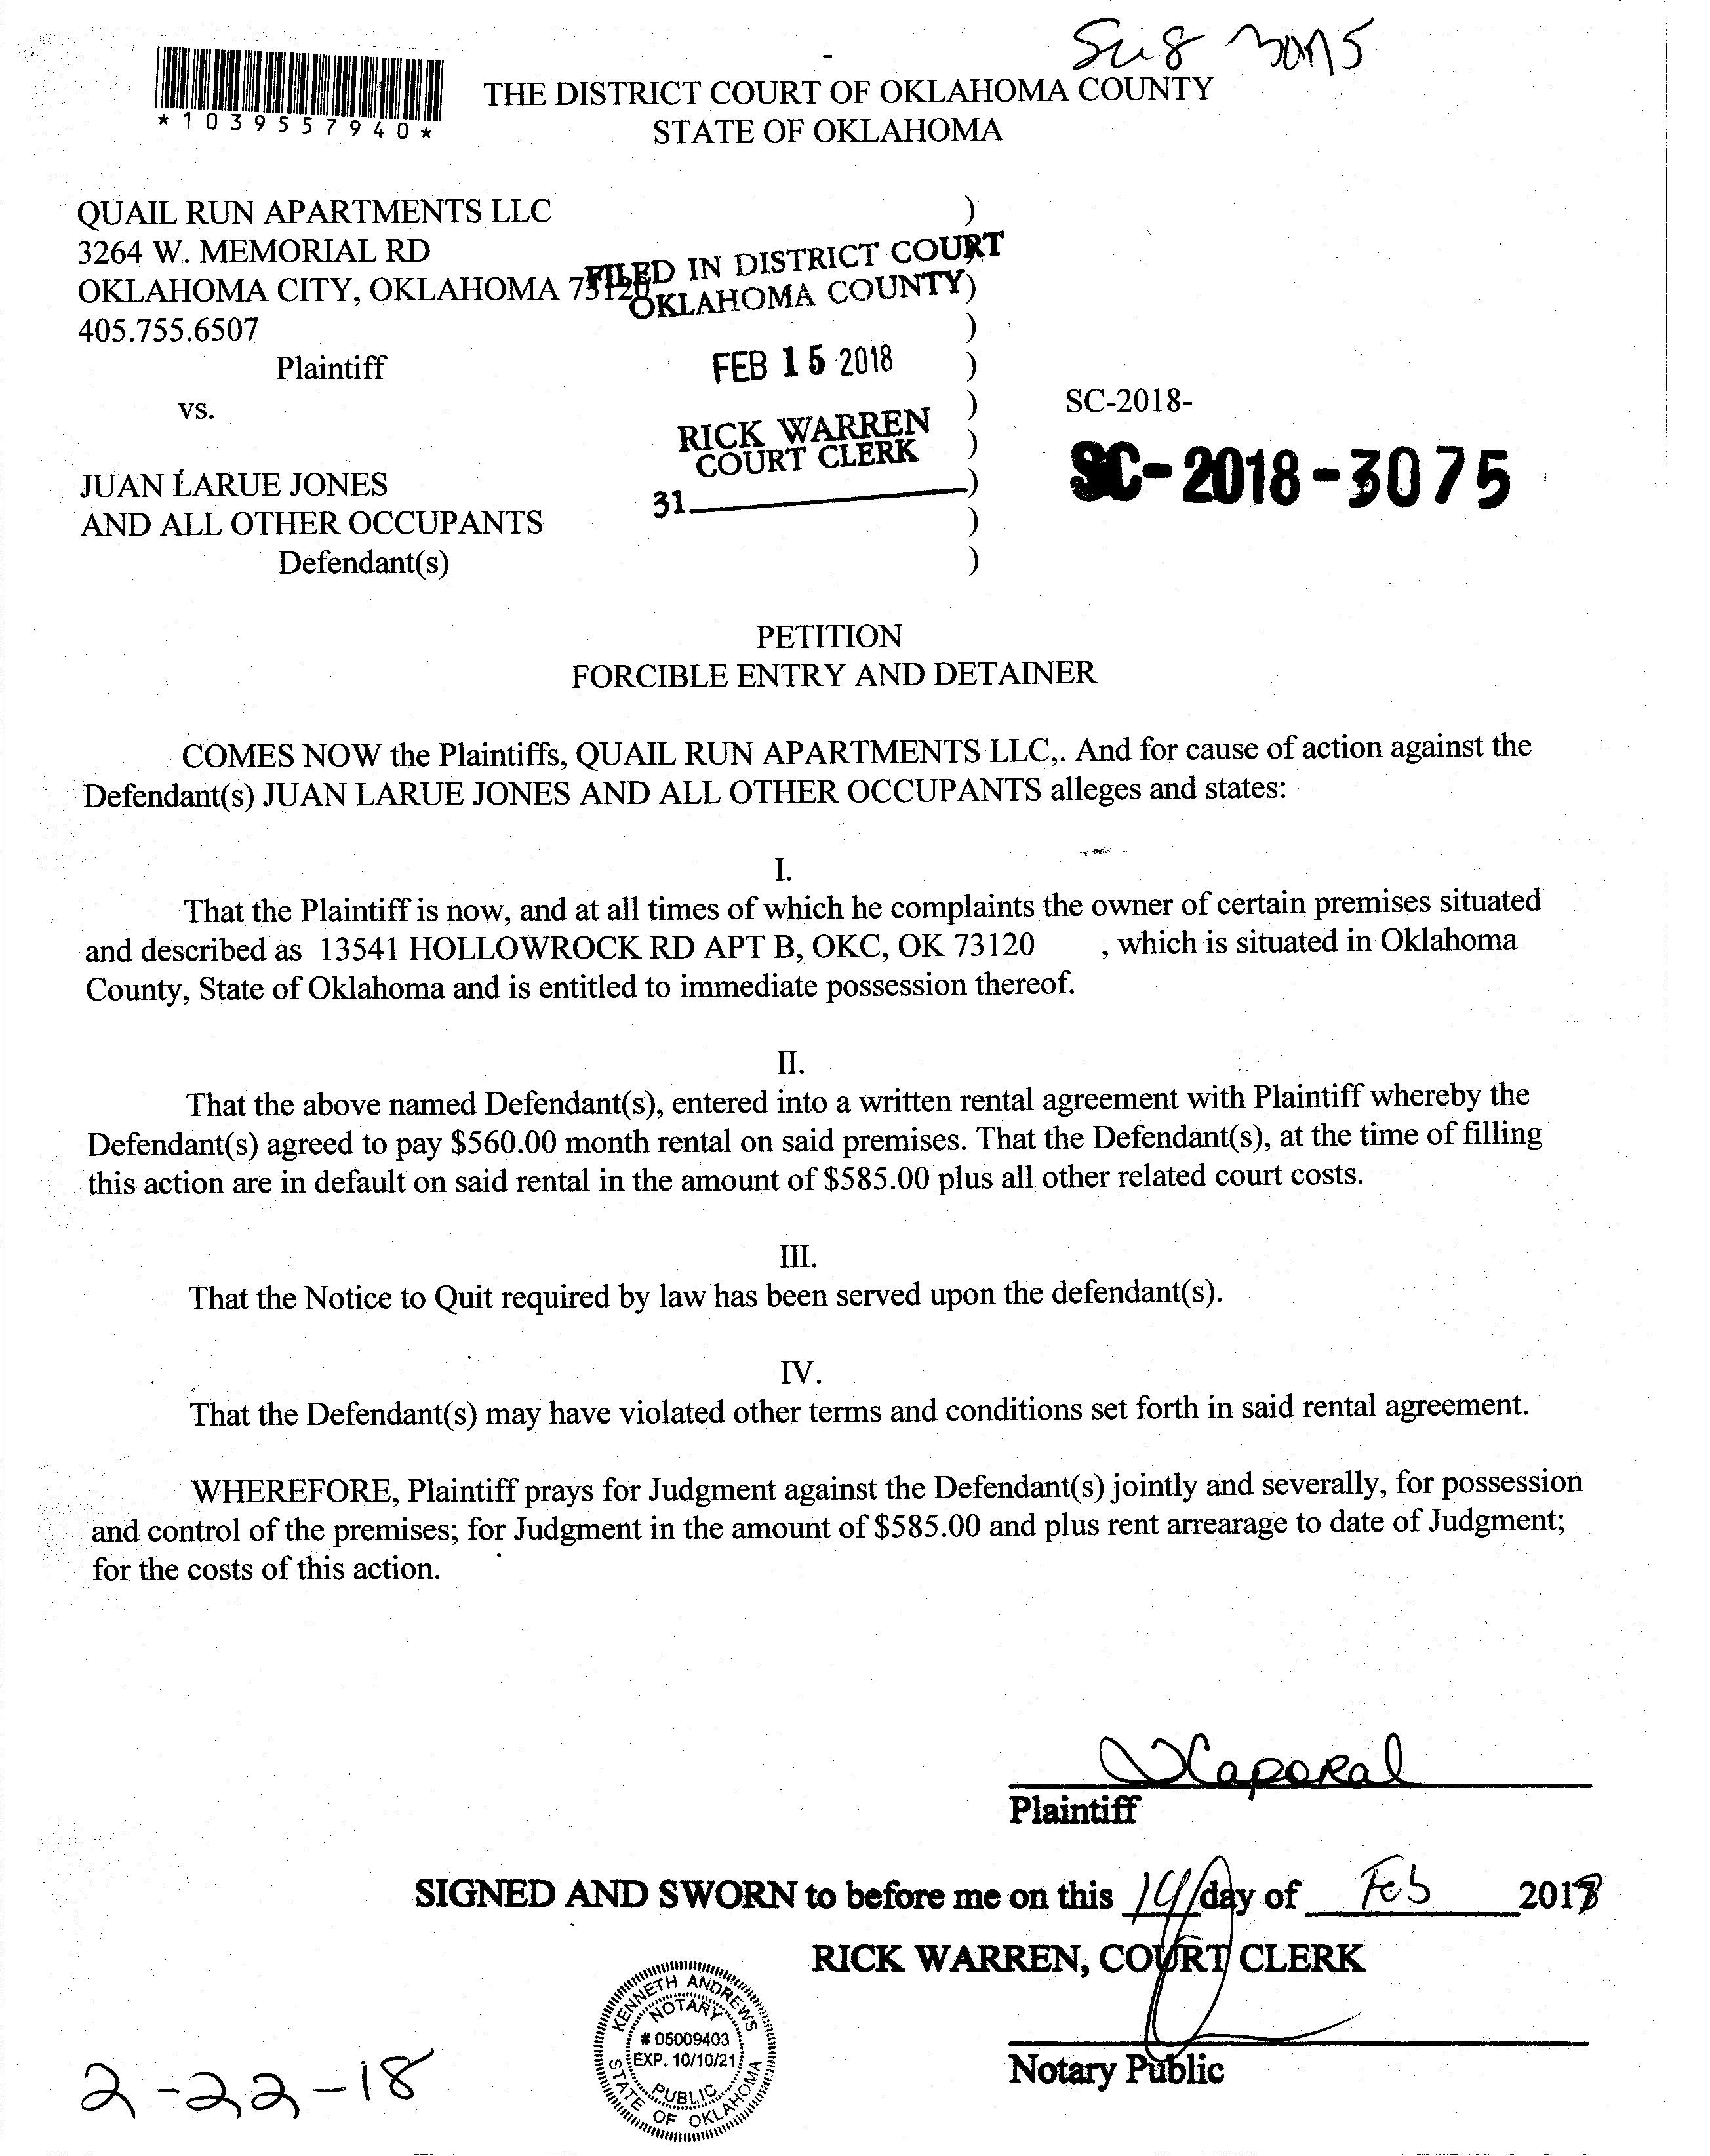 *1039557940*
THE DISTRICT COURT OF OKLAHOMA COUNTY
STATE OF OKLAHOMA
QUAIL RUN APARTMENTS LLC )
3264 W. MEMORIAL RD
OKLAHOMA CITY, OKLAHOMA 73120
405.755.6507 )
Plaintiff )
vs. )
FILED IN DISTRICT COURT
OKLAHOMA COUNTY )
FEB 15 2018
RICK WARREN
COURT CLERK )
31 )
SC-2018-
SC-2018-3075
JUAN LARUE JONES
AND ALL OTHER OCCUPANTS )
Defendant(s) )
PETITION
FORCIBLE ENTRY AND DETAINER
COMES NOW the Plaintiffs, QUAIL RUN APARTMENTS LLC,. And for cause of action against the
Defendant(s) JUAN LARUE JONES AND ALL OTHER OCCUPANTS alleges and states:
I.
That the Plaintiff is now, and at all times of which he complaints the owner of certain premises situated
and described as 13541 HOLLOWROCK RD APT B, OKC, OK 73120 , which is situated in Oklahoma
County, State of Oklahoma and is entitled to immediate possession thereof.
II.
That the above named Defendant(s), entered into a written rental agreement with Plaintiff whereby the
Defendant(s) agreed to pay $560.00 month rental on said premises. That the Defendant(s), at the time of filling
this action are in default on said rental in the amount of $585.00 plus all other related court costs.
III.
That the Notice to Quit required by law has been served upon the defendant(s).
IV.
That the Defendant(s) may have violated other terms and conditions set forth in said rental agreement.
WHEREFORE, Plaintiff prays for Judgment against the Defendant(s) jointly and severally, for possession
and control of the premises; for Judgment in the amount of $585.00 and plus rent arrearage to date of Judgment;
for the costs of this action.
Caporal
Plaintiff
SIGNED AND SWORN to before me on this 14 day of Feb 2018
RICK WARREN, COURT CLERK
Notary Public
KENNETH ANDREWS
NOTARY
# 05009403
EXP. 10/10/21
PUBLIC
STATE OF OKLAHOMA
2-22-18